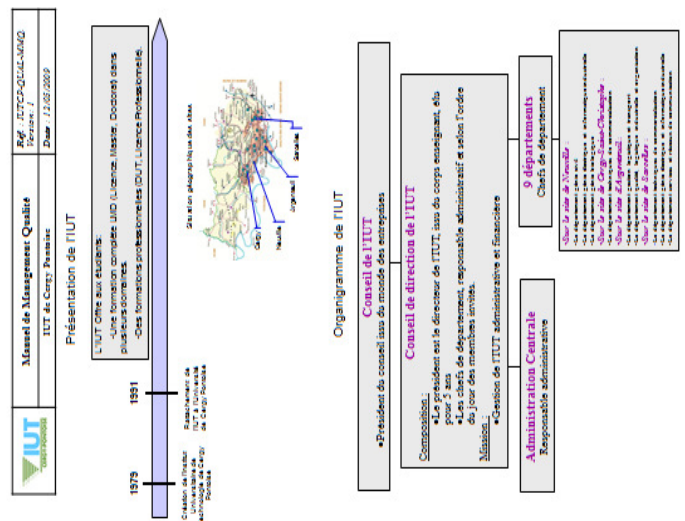 IUT
Manuel de Management Qualité
IUT de Cergy Pontoise
Réf : IUTCP-QUAL-MMQ
Version: 1
Date : 12/05/2009
Présentation de l'IUT
L'IUT Offre aux étudiants:
-Une formation complète LMD (Licence, Master, Doctorat) dans
plusieurs domaines.
-Des formations professionnelles (DUT, Licence Professionnelle).
1979
1991
Création de l'Institut
Universitaire de
technologie de Cergy
Pontoise
Rattachement de
l'IUT à l'Université
de Cergy Pontoise
Situation géographique des sites
Cergy
Neuville
Argenteuil
Sarcelles
Organigramme de l'IUT
Conseil de l'IUT
•Président du conseil issu du monde des entreprises
Conseil de direction de l'IUT
Composition :
•Le président est le directeur de l'IUT, issu du corps enseignant, élu
pour 5 ans
•Les chefs de département, responsable administratif et selon l'ordre
du jour des membres invités.
Mission :
•Gestion de l'IUT administrative et financière
Administration Centrale
Responsable administrative
9 départements
Chefs de département
-Sur le site de Neuville :
-Sur le site de Cergy-Saint-Christophe :
-Sur le site d'Argenteuil:
-Sur le site de Sarcelles :